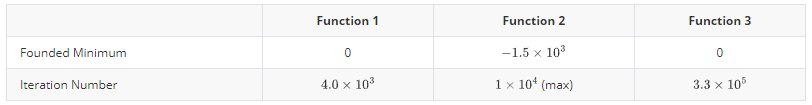 Function 1 Function 2 Function 3
Founded Minimum 0 −1.5 × 10³ 0
Iteration Number 4.0 × 10³ 1 × 10⁴ (max) 3.3 × 10⁵